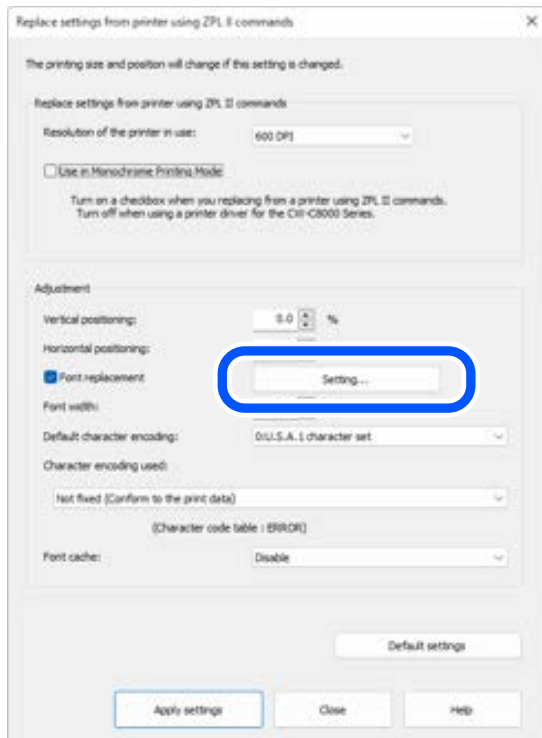 Replace settings from printer using ZPL II commands
The printing size and position will change if this setting is changed.
Replace settings from printer using ZPL II commands
Resolution of the printer in use: 600 DPI
Use in Monochrome Printing Mode
Turn on a checkbox when you replacing from a printer using ZPL II commands.
Turn off when using a printer driver for the CW-C8000 Series.
Adjustment
Vertical positioning: 0.0 %
Horizontal positioning:
Font replacement Setting...
Font width:
Default character encoding: 0:U.S.A. 1 character set
Character encoding used:
Not fixed (Conform to the print data)
(Character code table : ERROR)
Font cache: Disable
Default settings
Apply settings Close Help